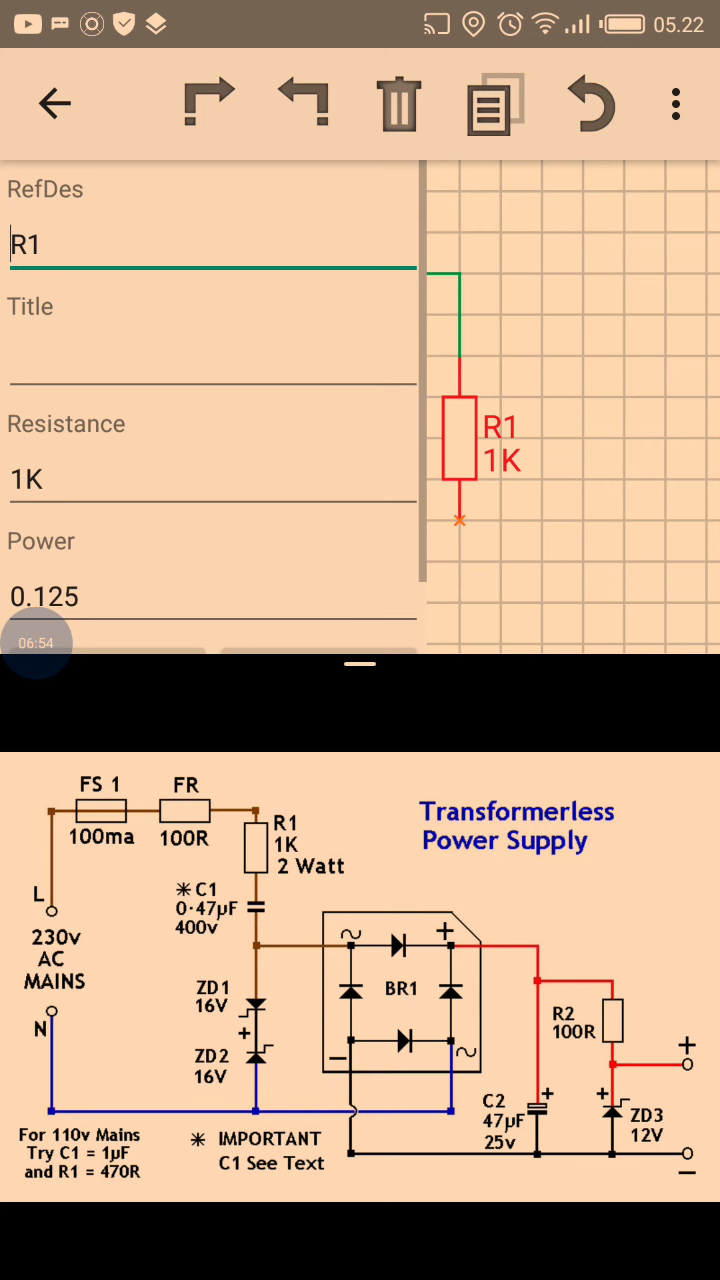 05.22
RefDes
R1
Title
Resistance
1K
Power
0.125
06:54
R1
1K
FS 1
100ma
FR
100R
R1
1K
2 Watt
Transformerless
Power Supply
L
230v
AC
MAINS
N
* C1
0·47µF
400v
ZD1
16V
+
ZD2
16V
BR1
+
−
R2
100R
+
C2
47µF
25v
+
+
ZD3
12V
−
For 110v Mains
Try C1 = 1µF
and R1 = 470R
* IMPORTANT
C1 See Text